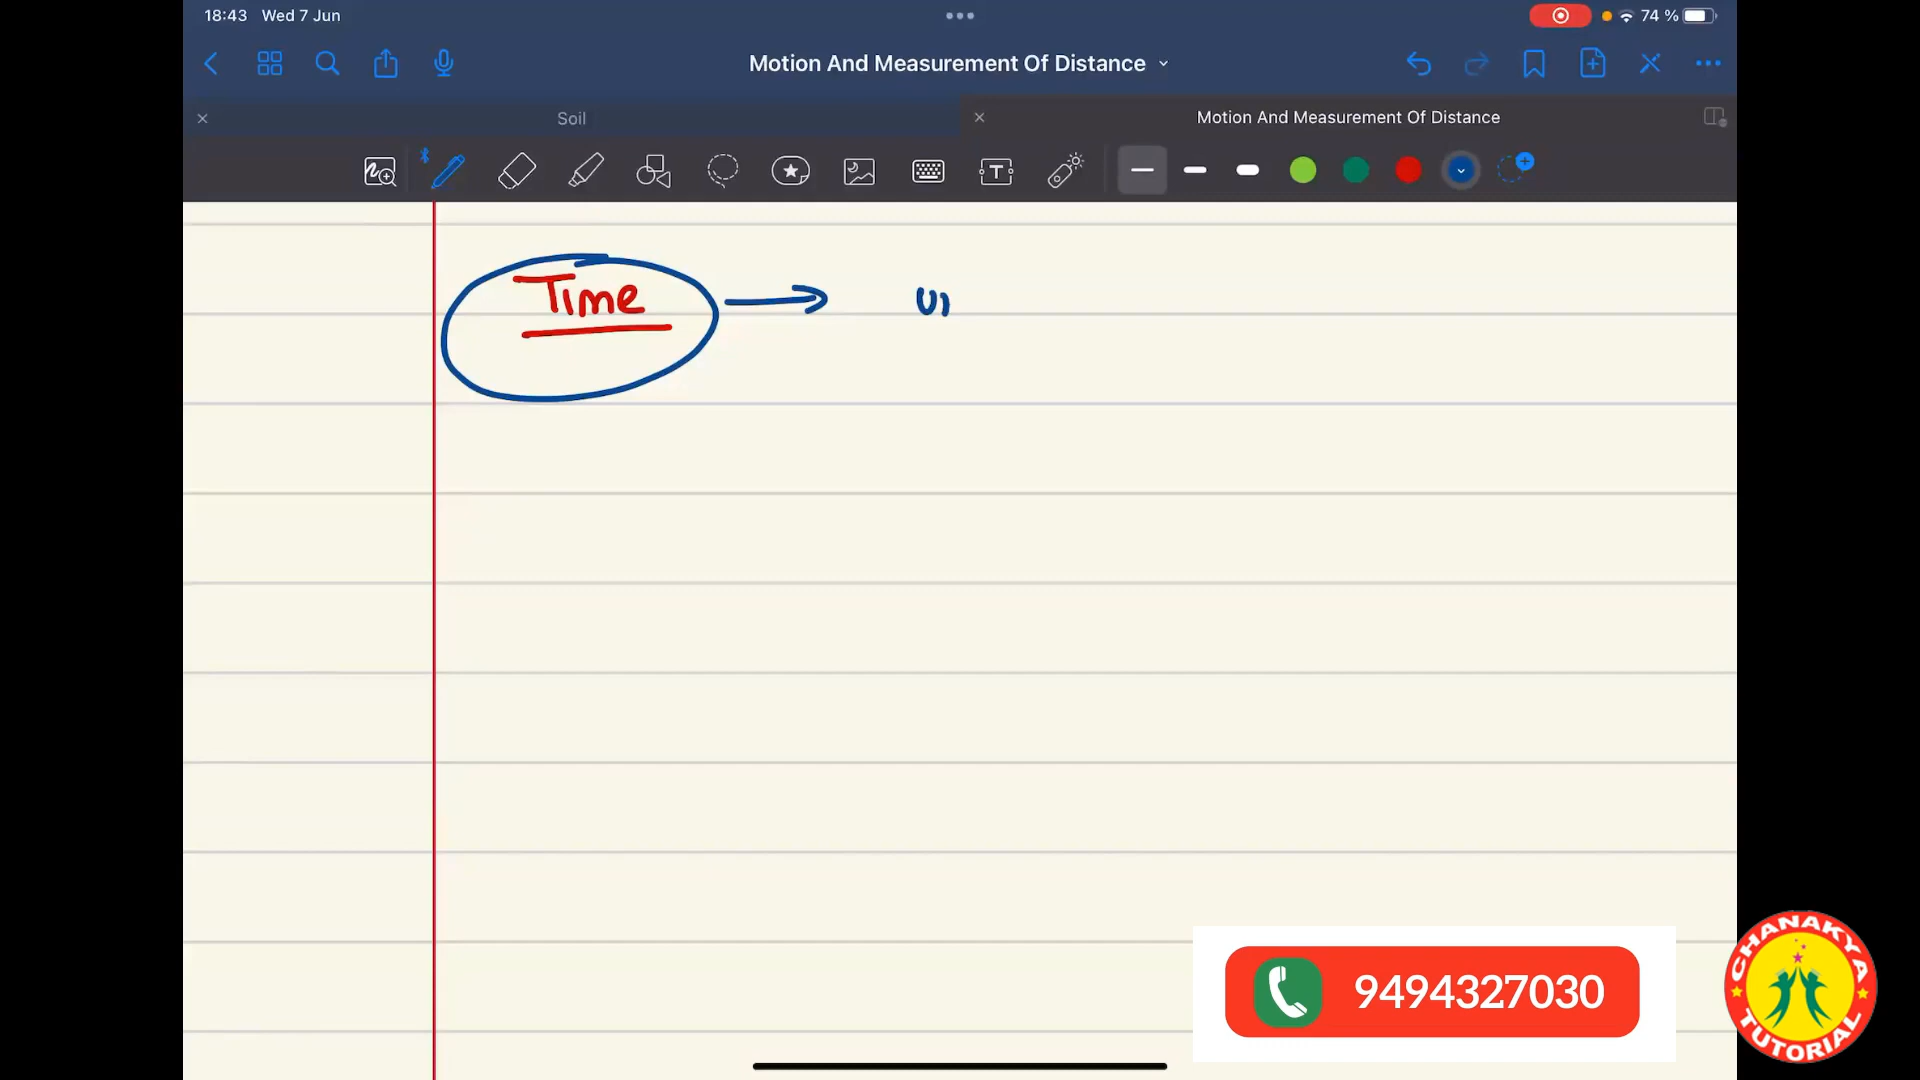 18:43 Wed 7 Jun
74 %
Motion And Measurement Of Distance
Soil
Motion And Measurement Of Distance
T
Time
9494327030
CHANAKYA
TUTORIAL